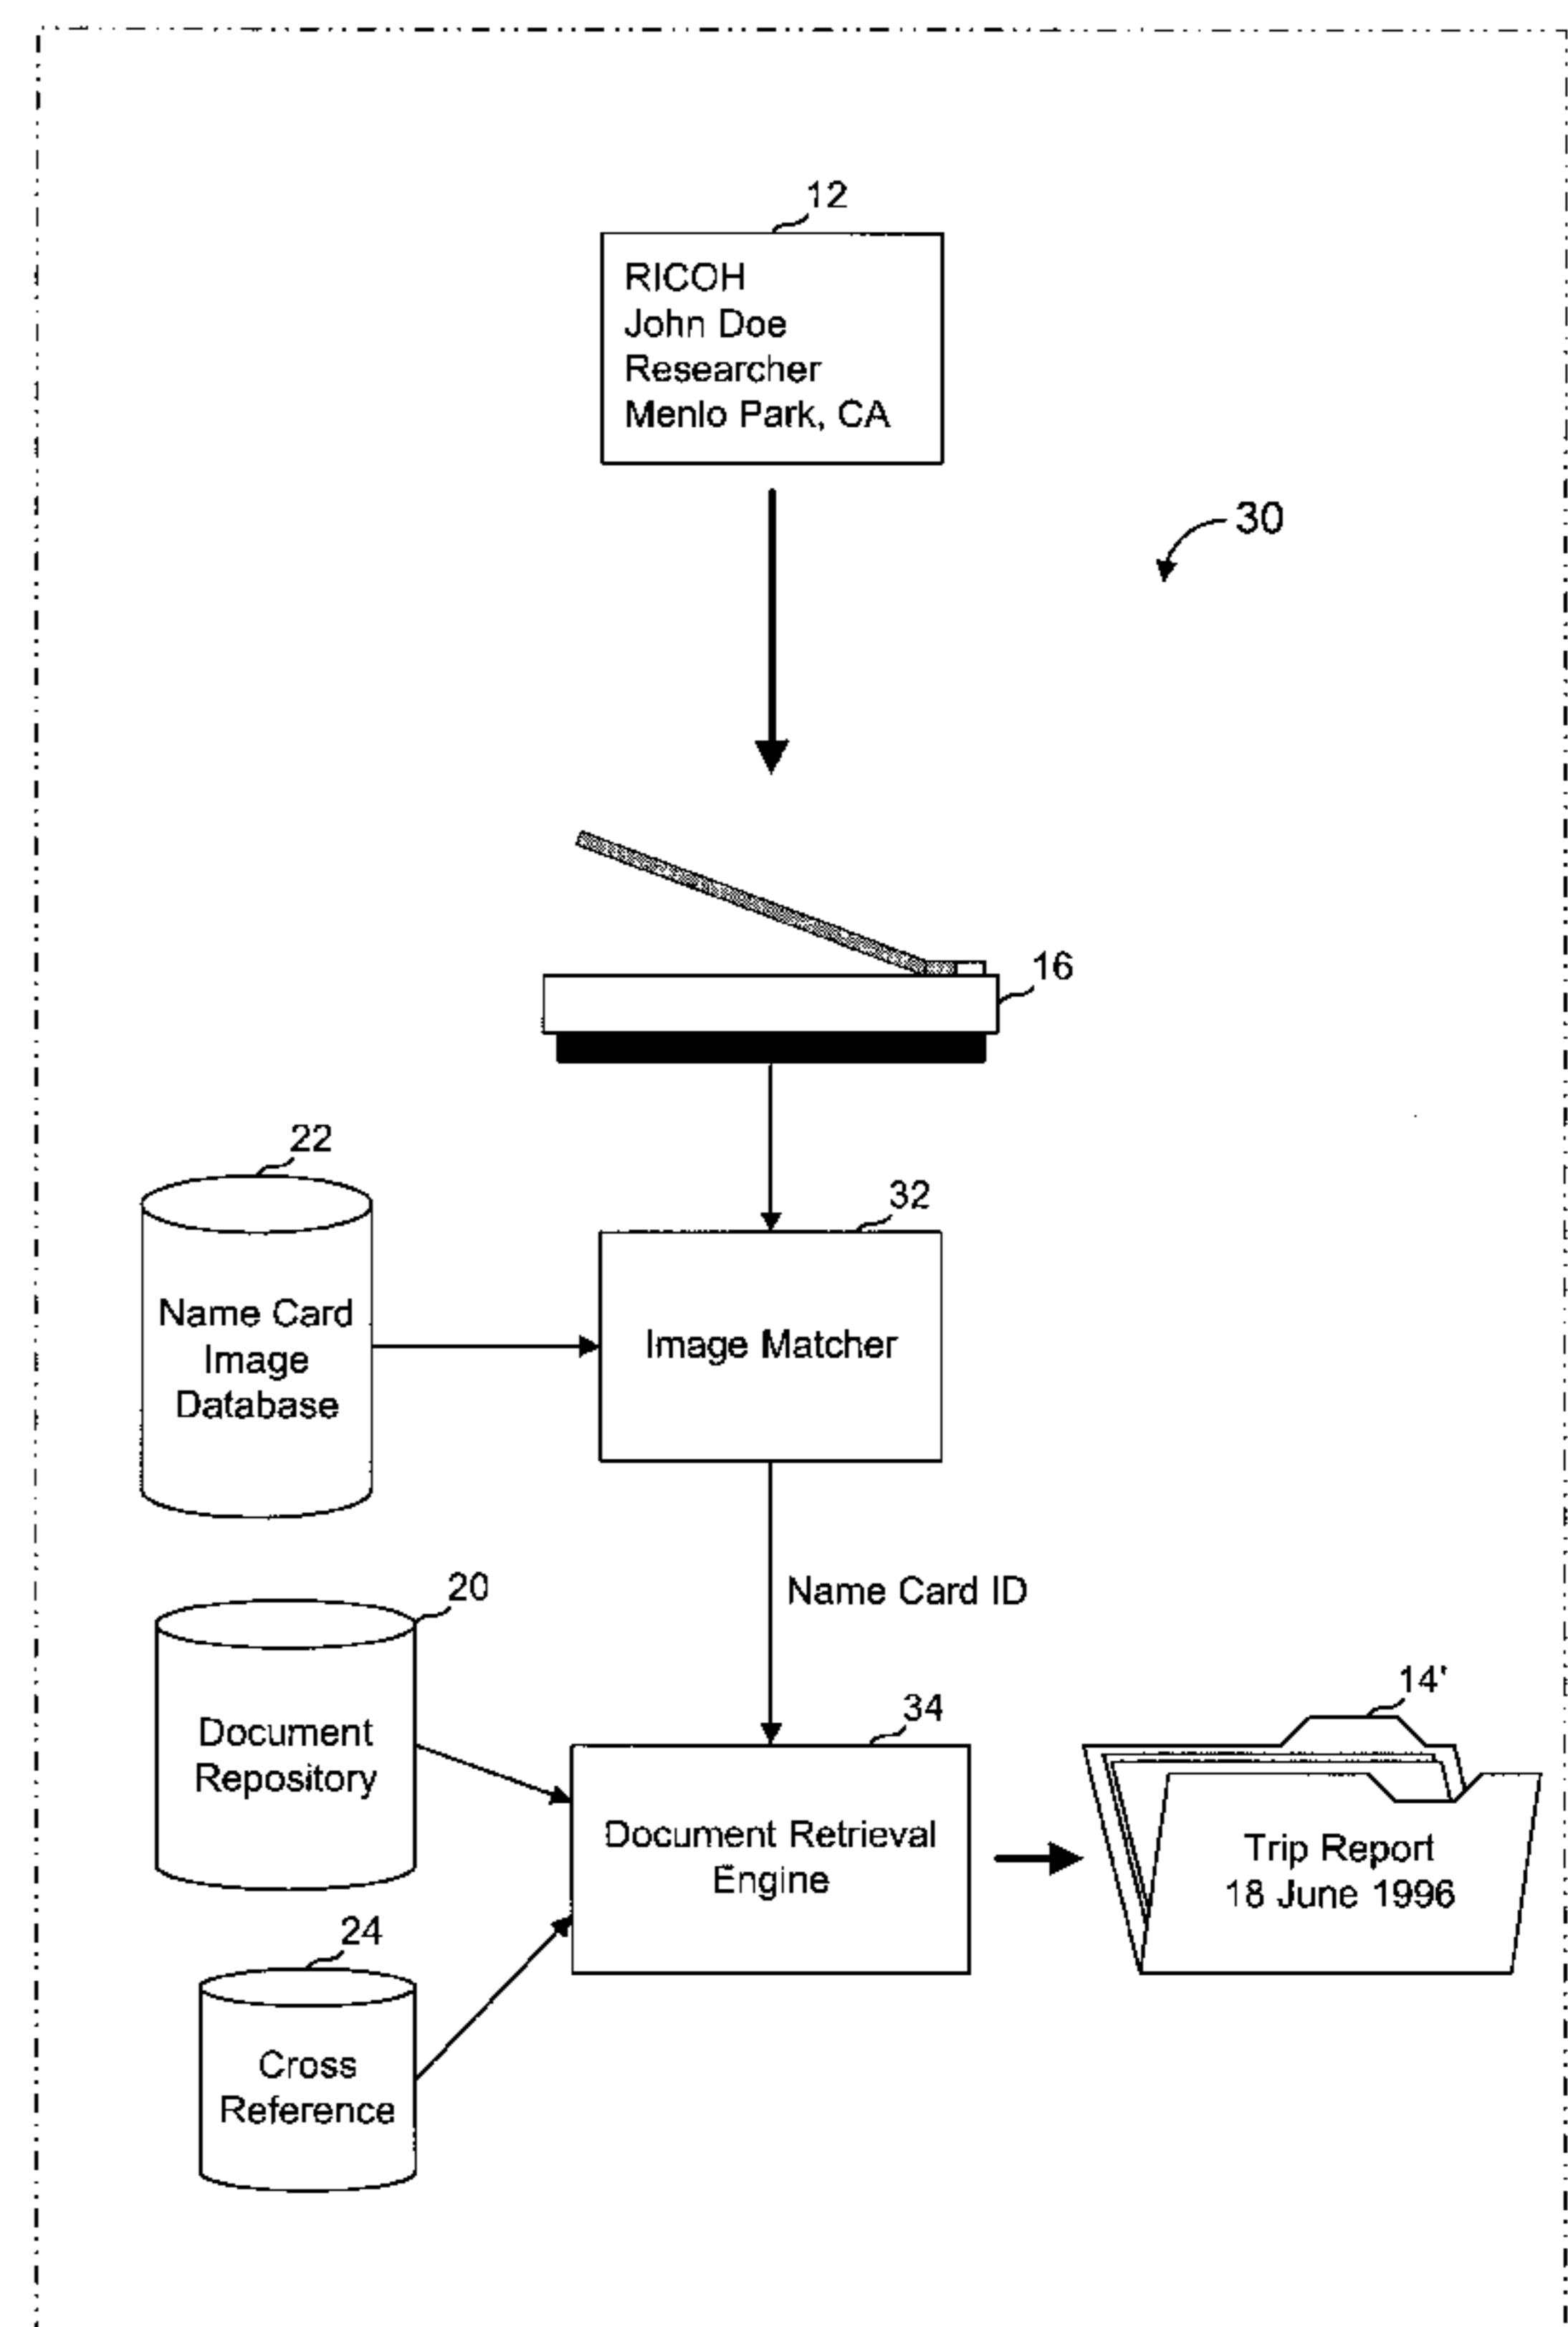 12
RICOH
John Doe
Researcher
Menlo Park, CA
30
16
22
Name Card
Image
Database
32
Image Matcher
Name Card ID
20
Document
Repository
34
Document Retrieval
Engine
14'
Trip Report
18 June 1996
24
Cross
Reference